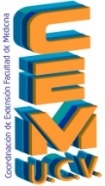 Coordinación de Extensión Facultad de Medicina
CEM
U.C.V.